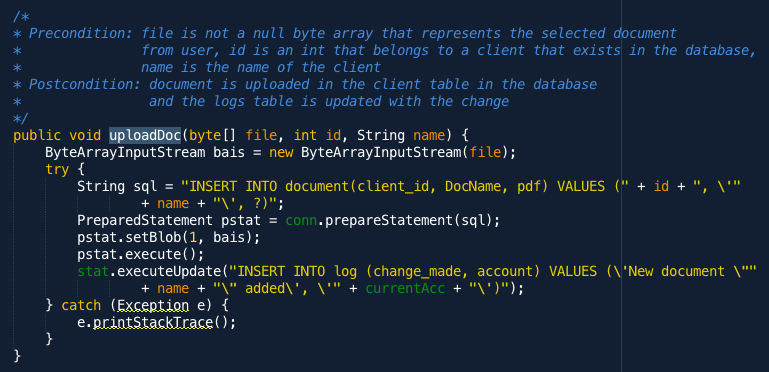 /*
* Precondition: file is not a null byte array that represents the selected document
* from user, id is an int that belongs to a client that exists in the database,
* name is the name of the client
* Postcondition: document is uploaded in the client table in the database
* and the logs table is updated with the change
*/
public void uploadDoc(byte[] file, int id, String name) {
ByteArrayInputStream bais = new ByteArrayInputStream(file);
try {
String sql = "INSERT INTO document(client_id, DocName, pdf) VALUES (" + id + ", \'"
+ name + "\', ?)";
PreparedStatement pstat = conn.prepareStatement(sql);
pstat.setBlob(1, bais);
pstat.execute();
stat.executeUpdate("INSERT INTO log (change_made, account) VALUES (\'New document \""
+ name + "\" added\', \'" + currentAcc + "\')");
} catch (Exception e) {
e.printStackTrace();
}
}